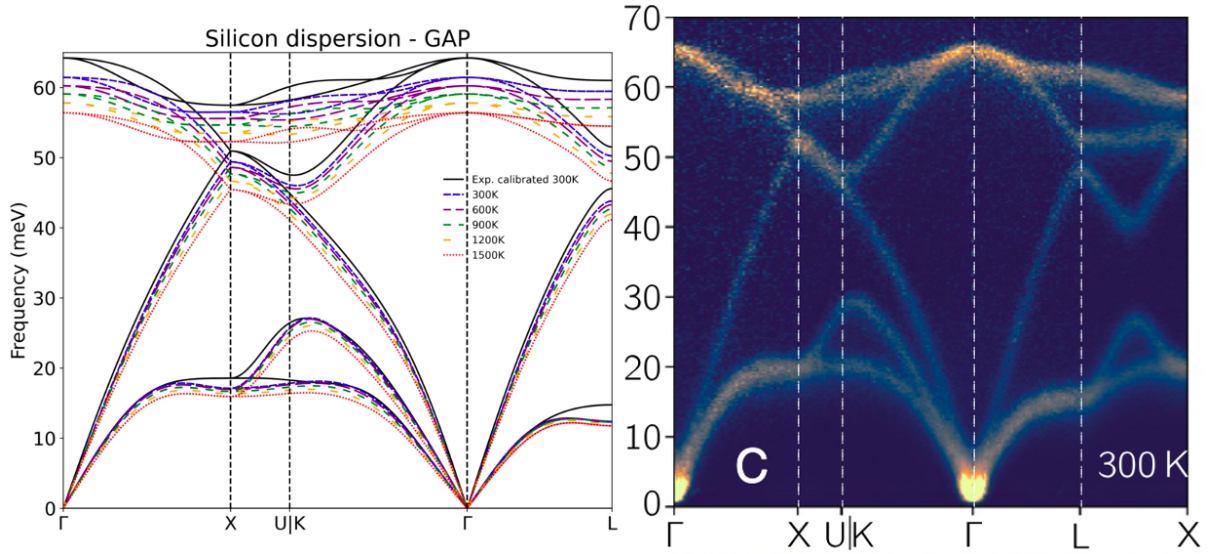 Silicon dispersion - GAP
Frequency (meV)
60
50
40
30
20
10
0
Exp. calibrated 300K
300K
600K
900K
1200K
1500K
Γ X U|K Γ L
70
60
50
40
30
20
10
0
C
300 K
Γ X U|K Γ L X